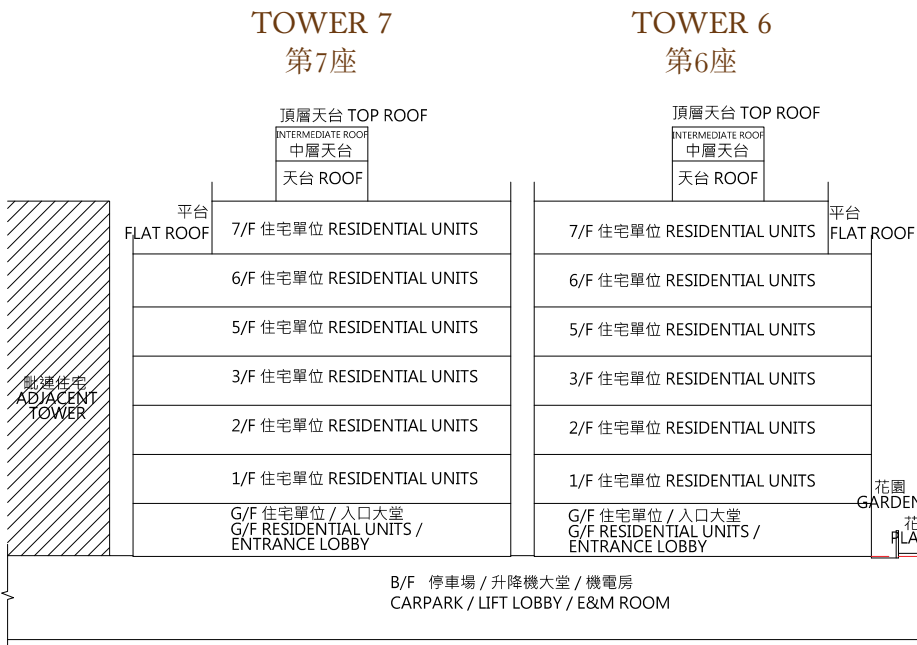 TOWER 7
第7座
TOWER 6
第6座
頂層天台 TOP ROOF
INTERMEDIATE ROOF
中層天台
天台 ROOF
頂層天台 TOP ROOF
INTERMEDIATE ROOF
中層天台
天台 ROOF
平台
FLAT ROOF
7/F 住宅單位 RESIDENTIAL UNITS
6/F 住宅單位 RESIDENTIAL UNITS
5/F 住宅單位 RESIDENTIAL UNITS
3/F 住宅單位 RESIDENTIAL UNITS
2/F 住宅單位 RESIDENTIAL UNITS
1/F 住宅單位 RESIDENTIAL UNITS
G/F 住宅單位 / 入口大堂
G/F RESIDENTIAL UNITS /
ENTRANCE LOBBY
7/F 住宅單位 RESIDENTIAL UNITS
6/F 住宅單位 RESIDENTIAL UNITS
5/F 住宅單位 RESIDENTIAL UNITS
3/F 住宅單位 RESIDENTIAL UNITS
2/F 住宅單位 RESIDENTIAL UNITS
1/F 住宅單位 RESIDENTIAL UNITS
G/F 住宅單位 / 入口大堂
G/F RESIDENTIAL UNITS /
ENTRANCE LOBBY
平台
FLAT ROOF
毗連住宅
ADJACENT
TOWER
花園
GARDEN
花
PLA
B/F 停車場 / 升降機大堂 / 機電房
CARPARK / LIFT LOBBY / E&M ROOM